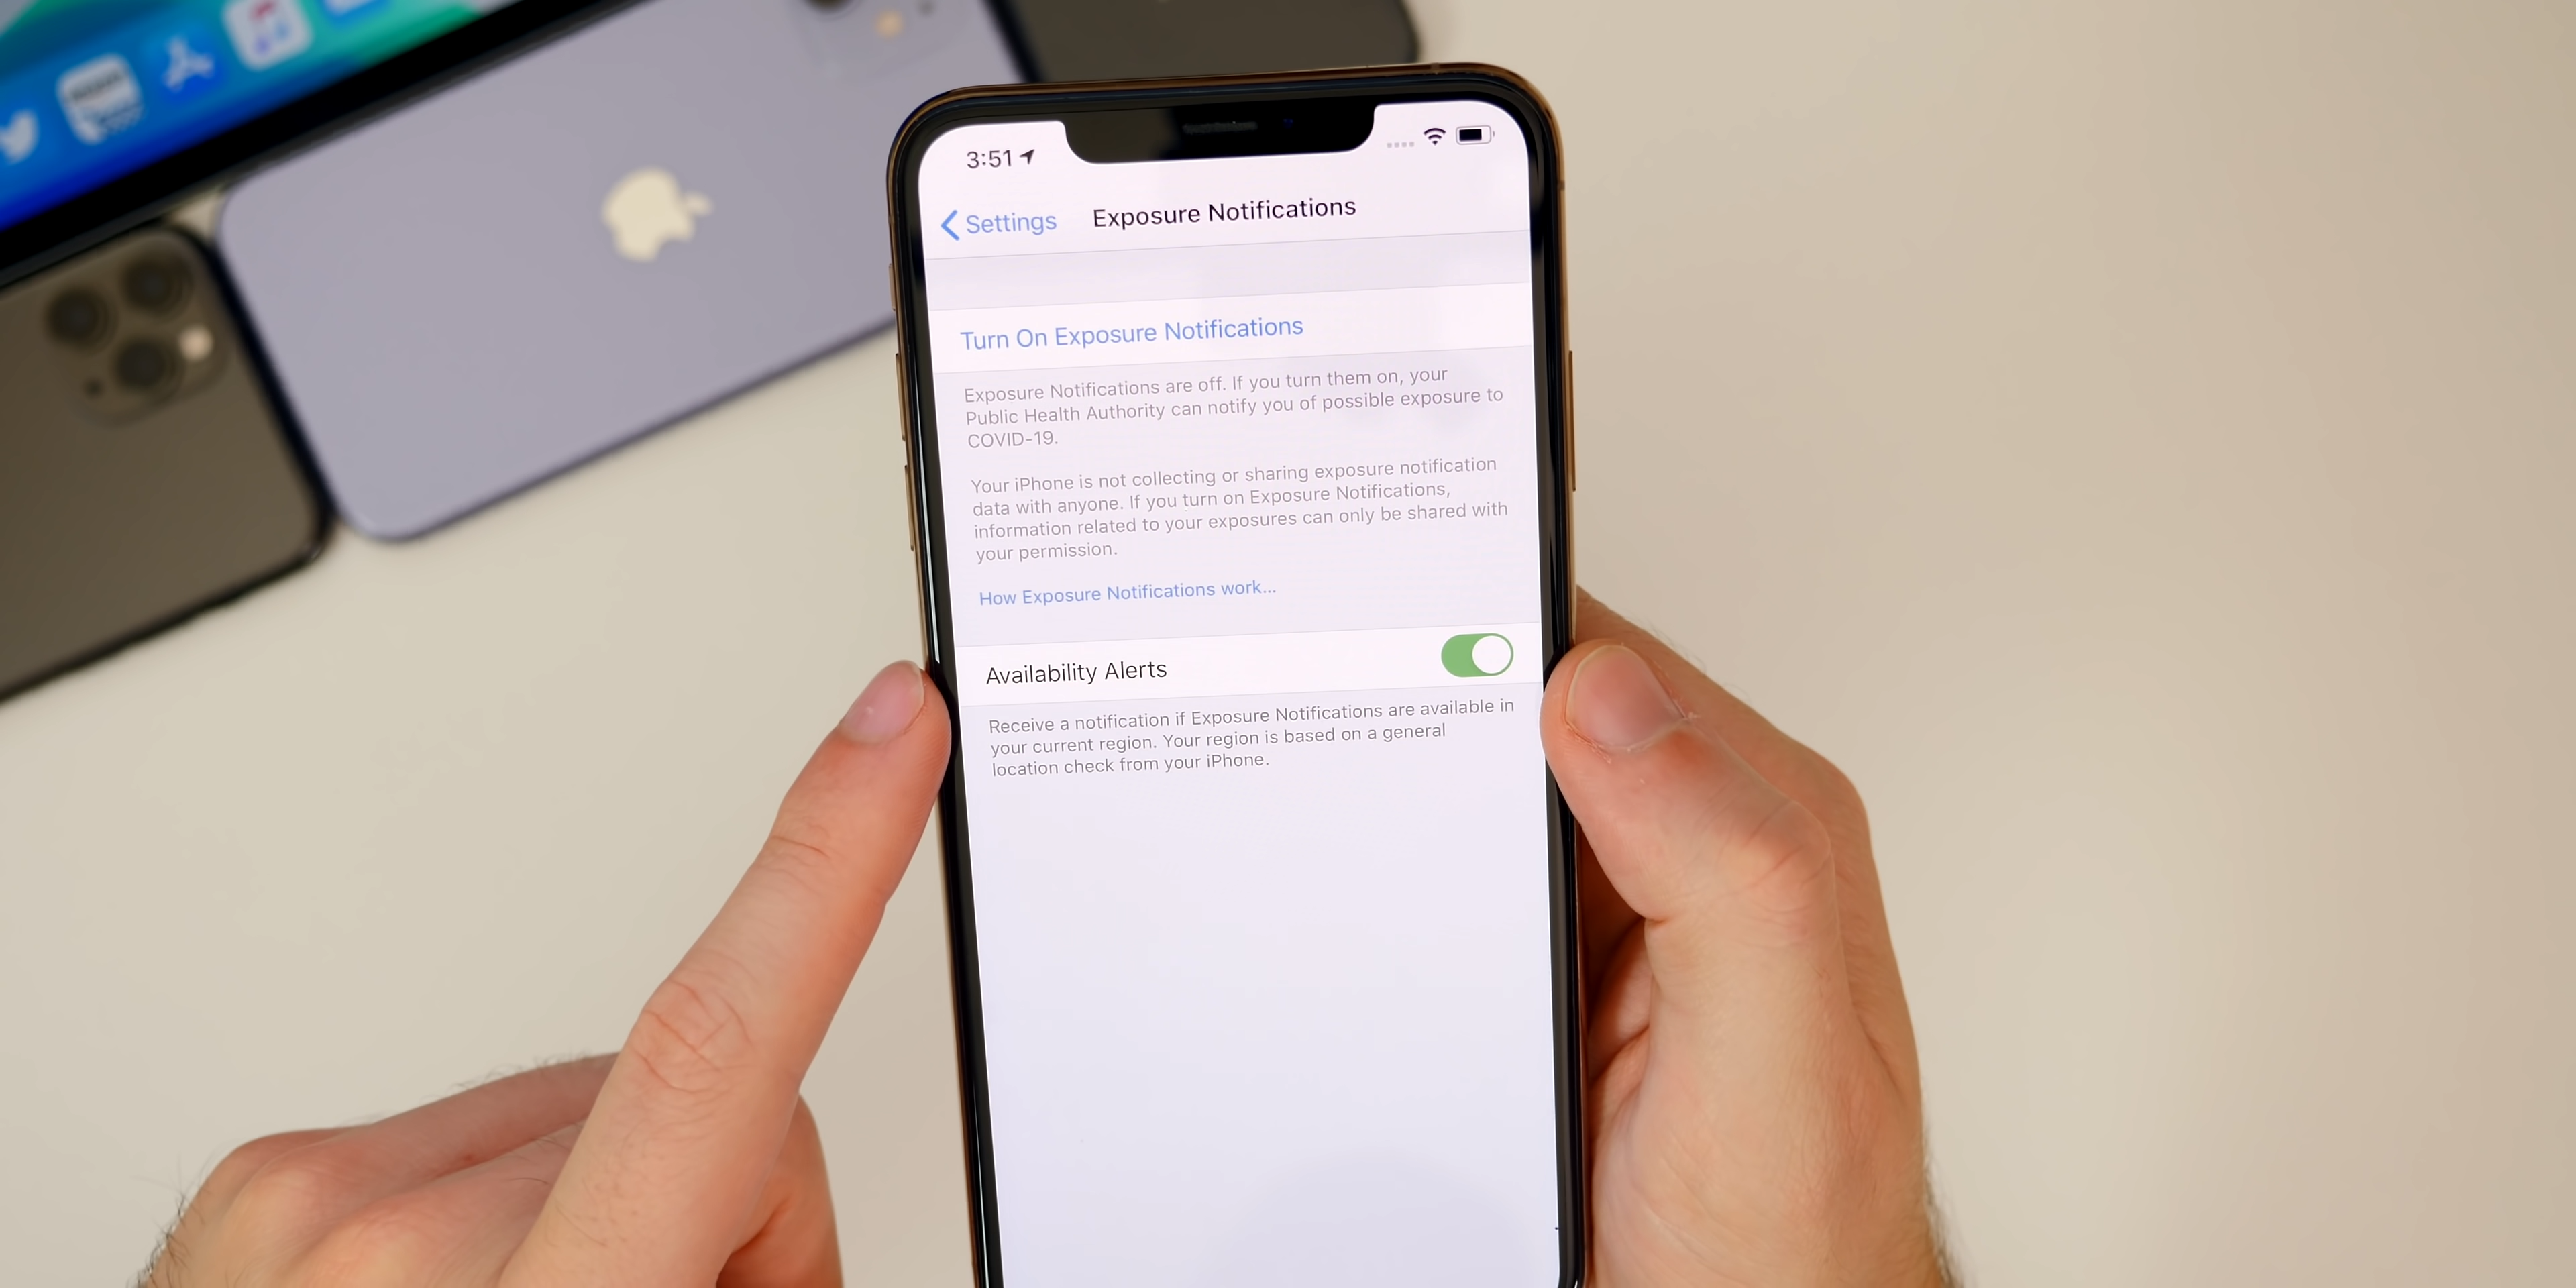 3:51
Settings
Exposure Notifications
Turn On Exposure Notifications
Exposure Notifications are off. If you turn them on, your
Public Health Authority can notify you of possible exposure to
COVID-19.
Your iPhone is not collecting or sharing exposure notification
data with anyone. If you turn on Exposure Notifications,
information related to your exposures can only be shared with
your permission.
How Exposure Notifications work...
Availability Alerts
Receive a notification if Exposure Notifications are available in
your current region. Your region is based on a general
location check from your iPhone.